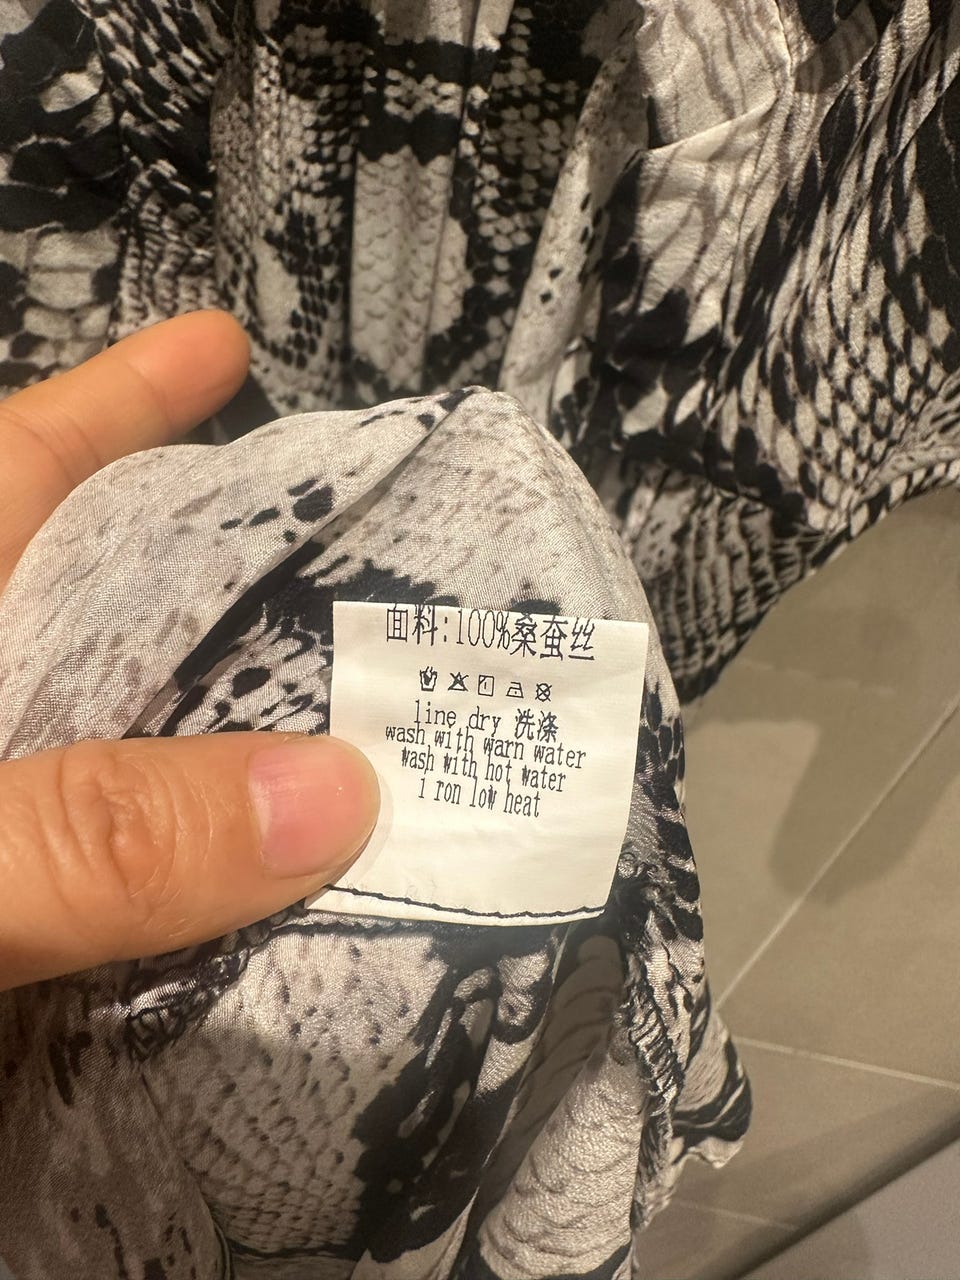 面料:100%桑蚕丝
line dry 洗涤
wash with warn water
wash with hot water
i ron low heat